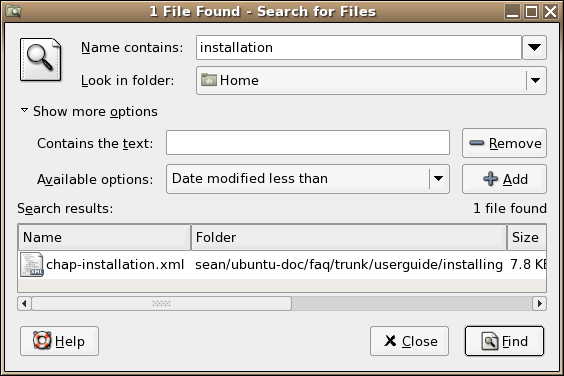 1 File Found - Search for Files
Name contains: installation
Look in folder: Home
Show more options
Contains the text: Remove
Available options: Date modified less than Add
Search results: 1 file found
Name Folder Size
chap-installation.xml sean/ubuntu-doc/faq/trunk/userguide/installing 7.8 KB
Help Close Find